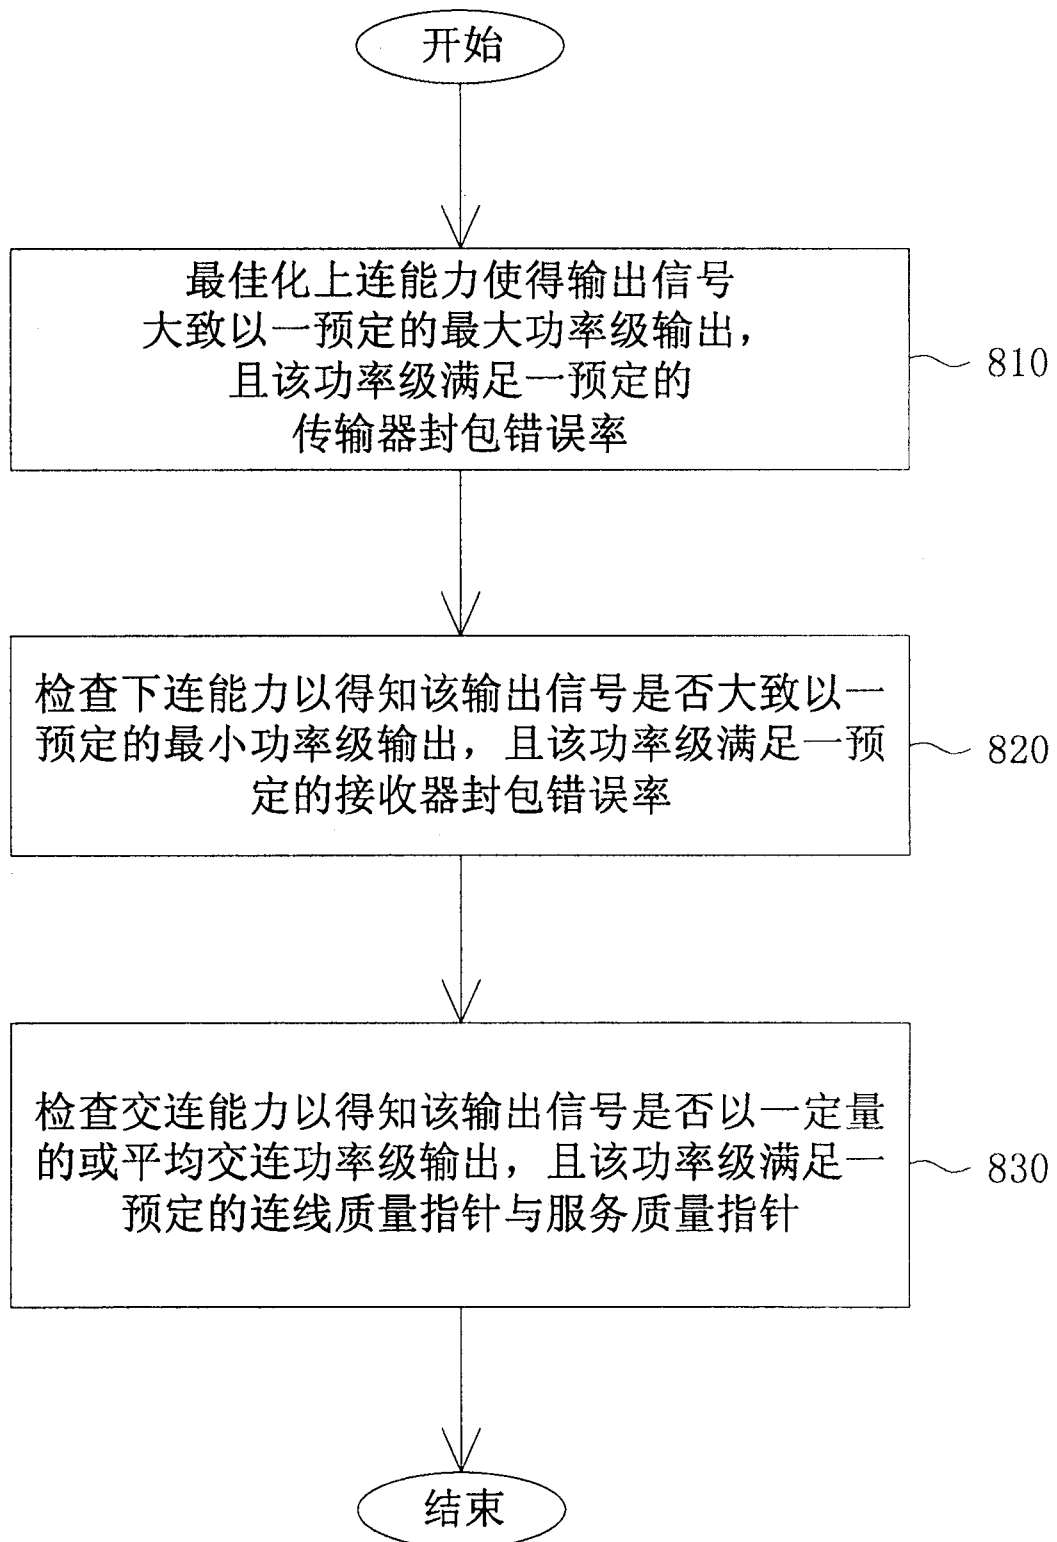 开始
最佳化上连能力使得输出信号
大致以一预定的最大功率级输出，
且该功率级满足一预定的
传输器封包错误率
810
检查下连能力以得知该输出信号是否大致以一
预定的最小功率级输出，且该功率级满足一预
定的接收器封包错误率
820
检查交连能力以得知该输出信号是否以一定量
的或平均交连功率级输出，且该功率级满足一
预定的连线质量指针与服务质量指针
830
结束